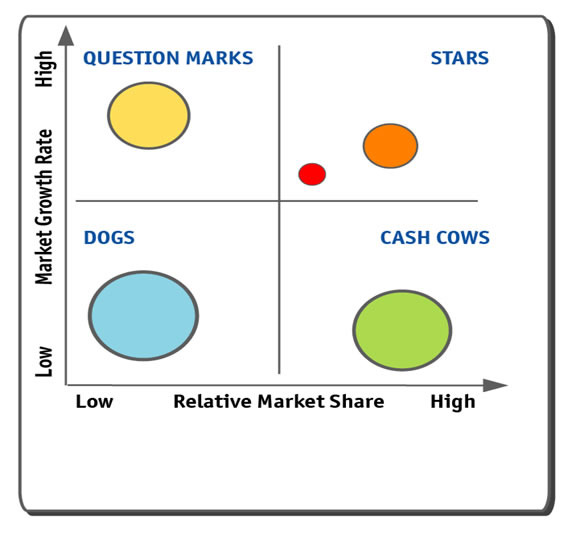 QUESTION MARKS
STARS
High
Market Growth Rate
Low
DOGS
CASH COWS
Low
Relative Market Share
High